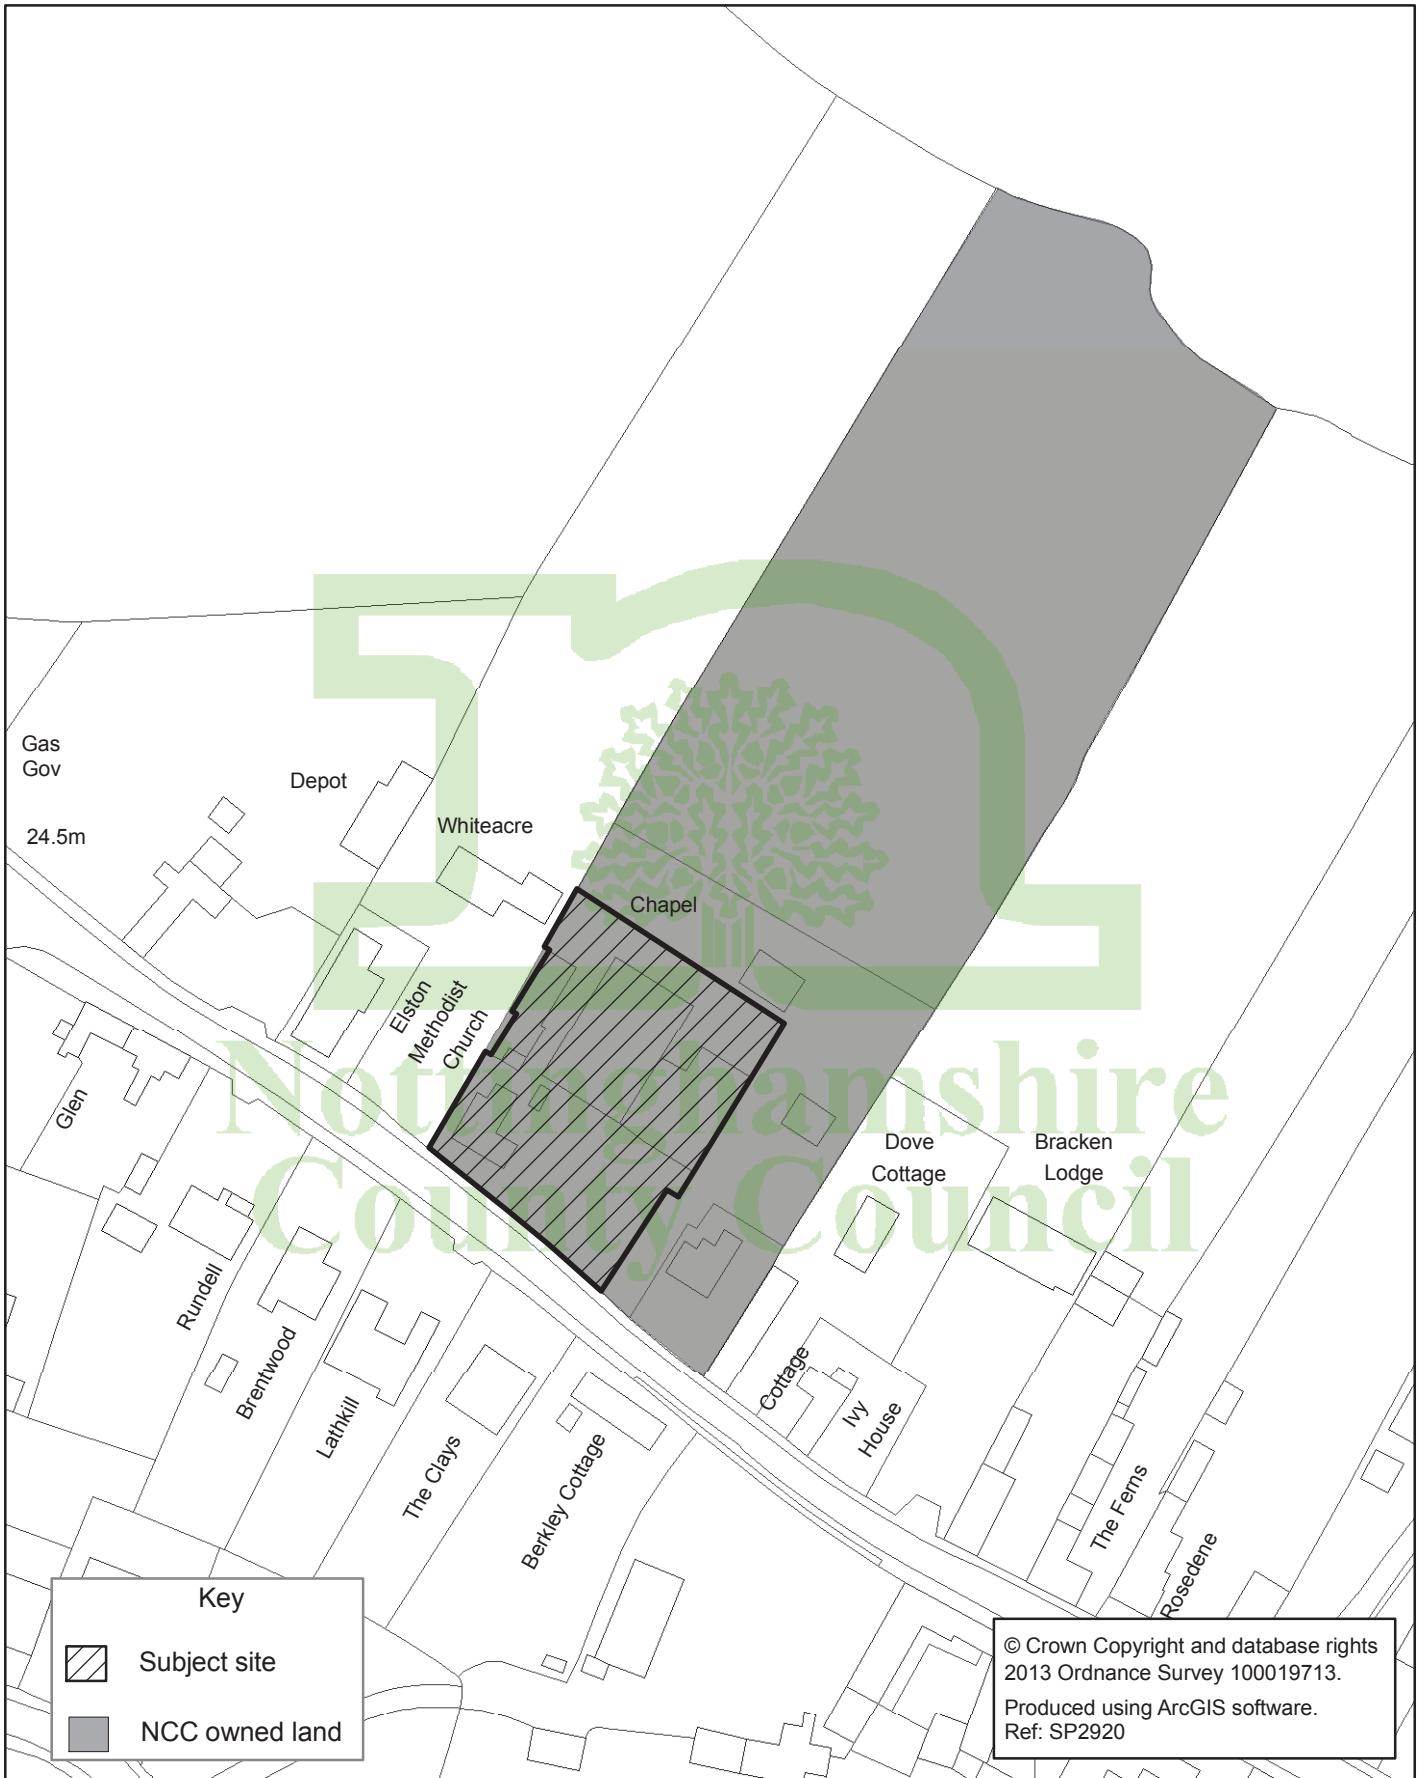 Gas
Gov
24.5m
Depot
Whiteacre
Chapel
Elston
Methodist
Church
Nottinghamshire
County Council
Glen
Dove
Cottage
Bracken
Lodge
Rundell
Brentwood
Lathkill
The Clays
Berkley Cottage
Cottage
Ivy
House
The Ferns
Rosedene
Key
Subject site
NCC owned land
© Crown Copyright and database rights
2013 Ordnance Survey 100019713.
Produced using ArcGIS software.
Ref: SP2920